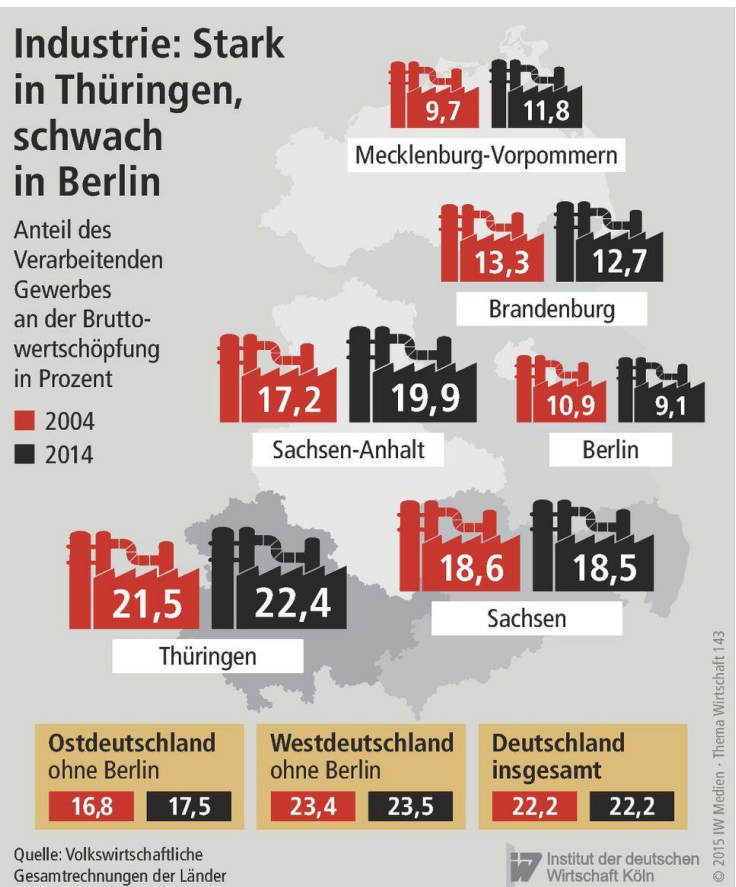 Industrie: Stark
in Thüringen,
schwach
in Berlin
Anteil des
Verarbeitenden
Gewerbes
an der Brutto-
wertschöpfung
in Prozent
2004
2014
9,7 11,8
Mecklenburg-Vorpommern
13,3 12,7
Brandenburg
17,2 19,9
Sachsen-Anhalt
10,9 9,1
Berlin
18,6 18,5
Sachsen
21,5 22,4
Thüringen
Ostdeutschland
ohne Berlin
16,8 17,5
Westdeutschland
ohne Berlin
23,4 23,5
Deutschland
insgesamt
22,2 22,2
Quelle: Volkswirtschaftliche
Gesamtrechnungen der Länder
iw Institut der deutschen
Wirtschaft Köln
© 2015 IW Medien · Thema Wirtschaft 143